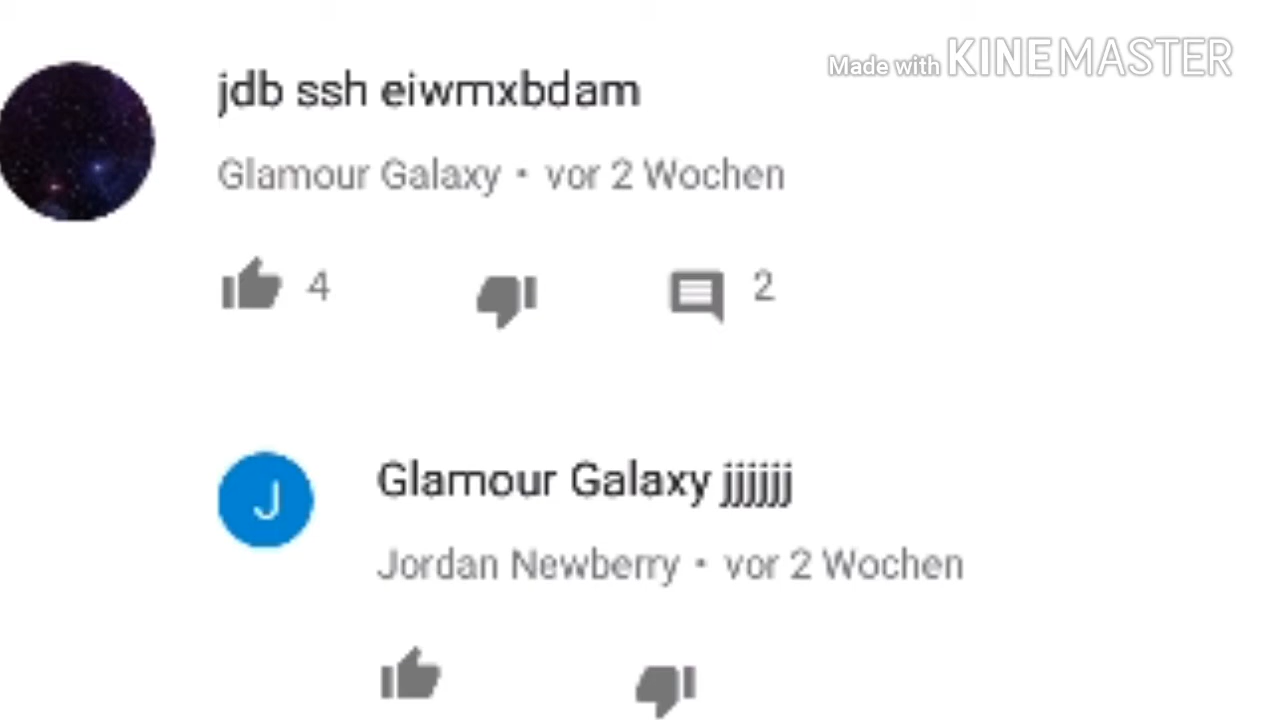 Made with KINEMASTER
jdb ssh eiwmxbdam
Glamour Galaxy • vor 2 Wochen
4
2
J
Glamour Galaxy jjjjjj
Jordan Newberry • vor 2 Wochen